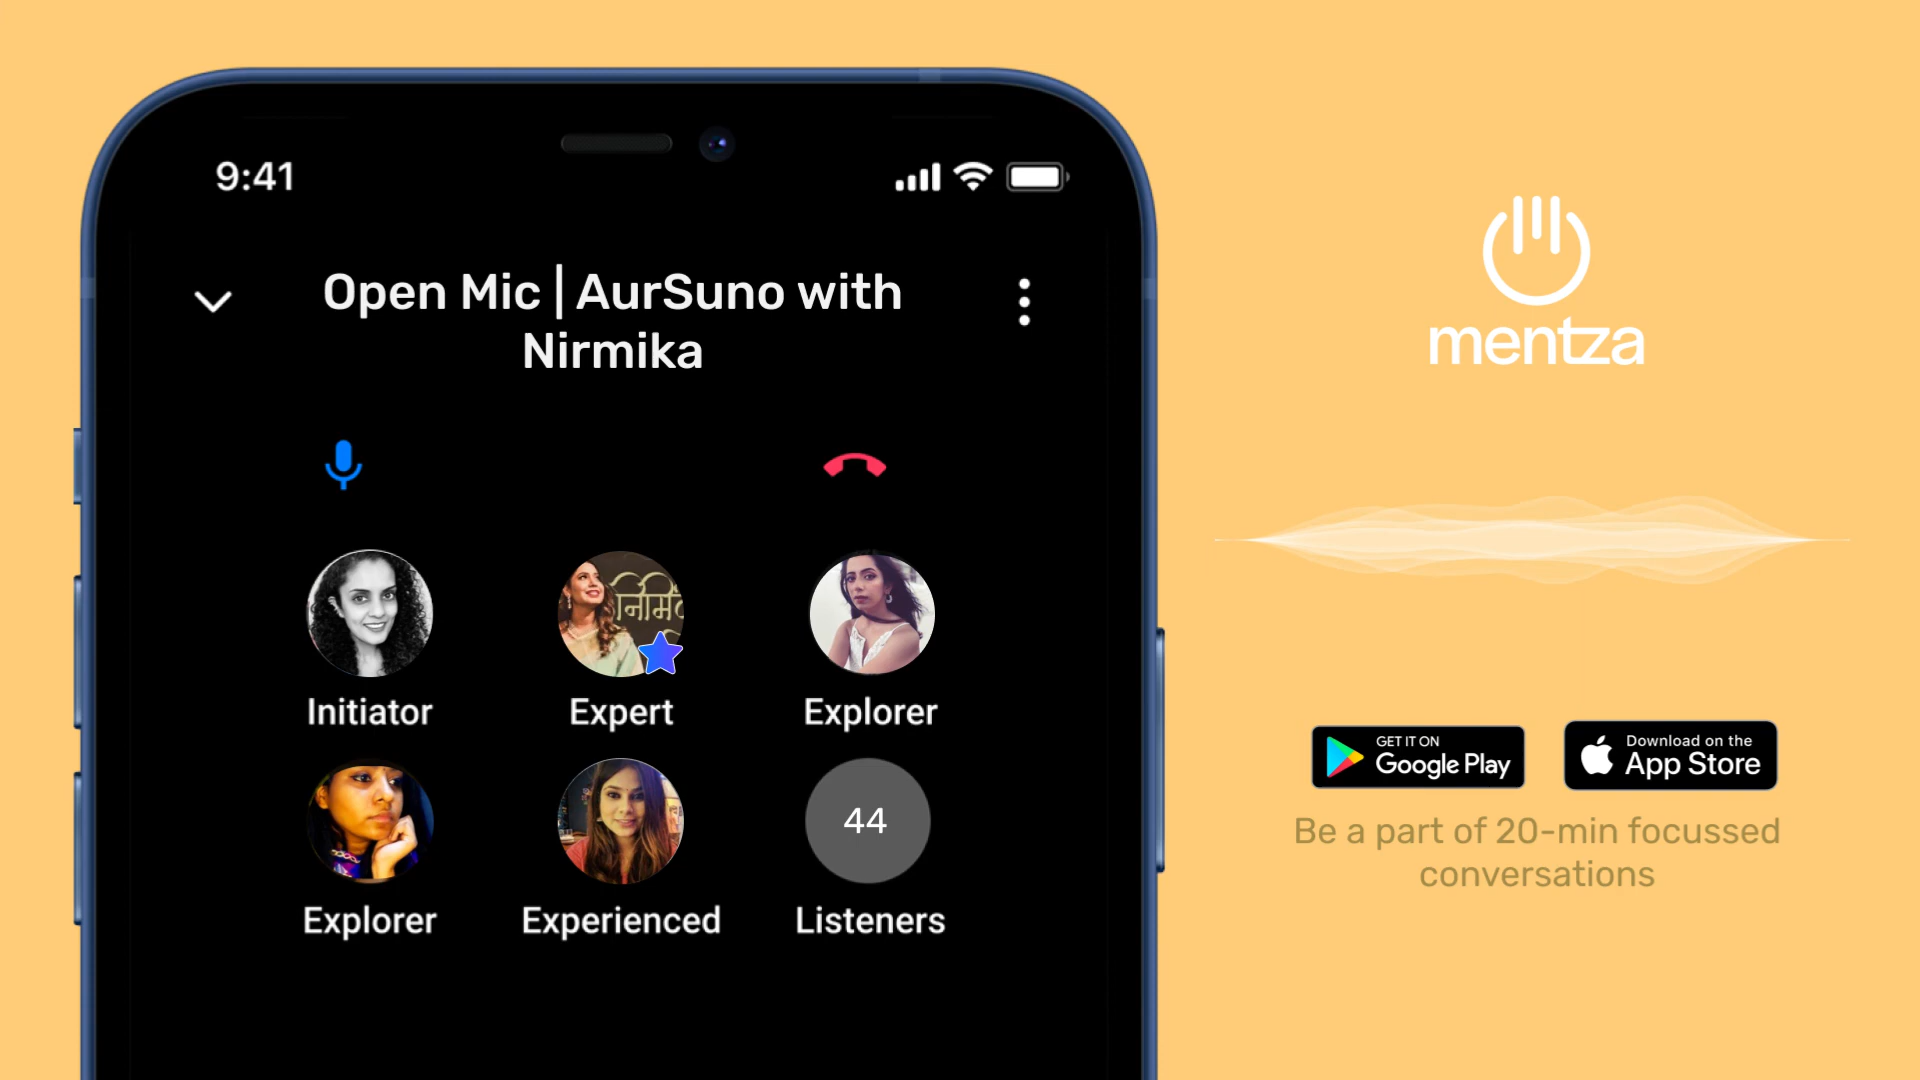 9:41
Open Mic | AurSuno with
Nirmika
Initiator
Expert
Explorer
Explorer
Experienced
44
Listeners
mentza
GET IT ON
Google Play
Download on the
App Store
Be a part of 20-min focussed
conversations